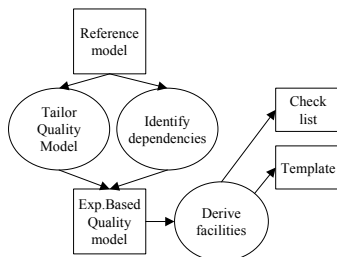 Reference
model
Tailor
Quality
Model
Identify
dependencies
Check
list
Template
Exp.Based
Quality
model
Derive
facilities